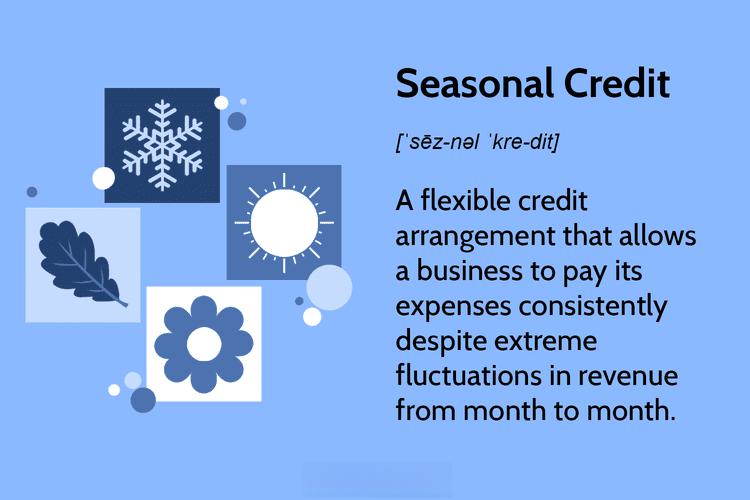 Seasonal Credit
[ˈsēz-nəl ˈkre-dit]
A flexible credit
arrangement that allows
a business to pay its
expenses consistently
despite extreme
fluctuations in revenue
from month to month.